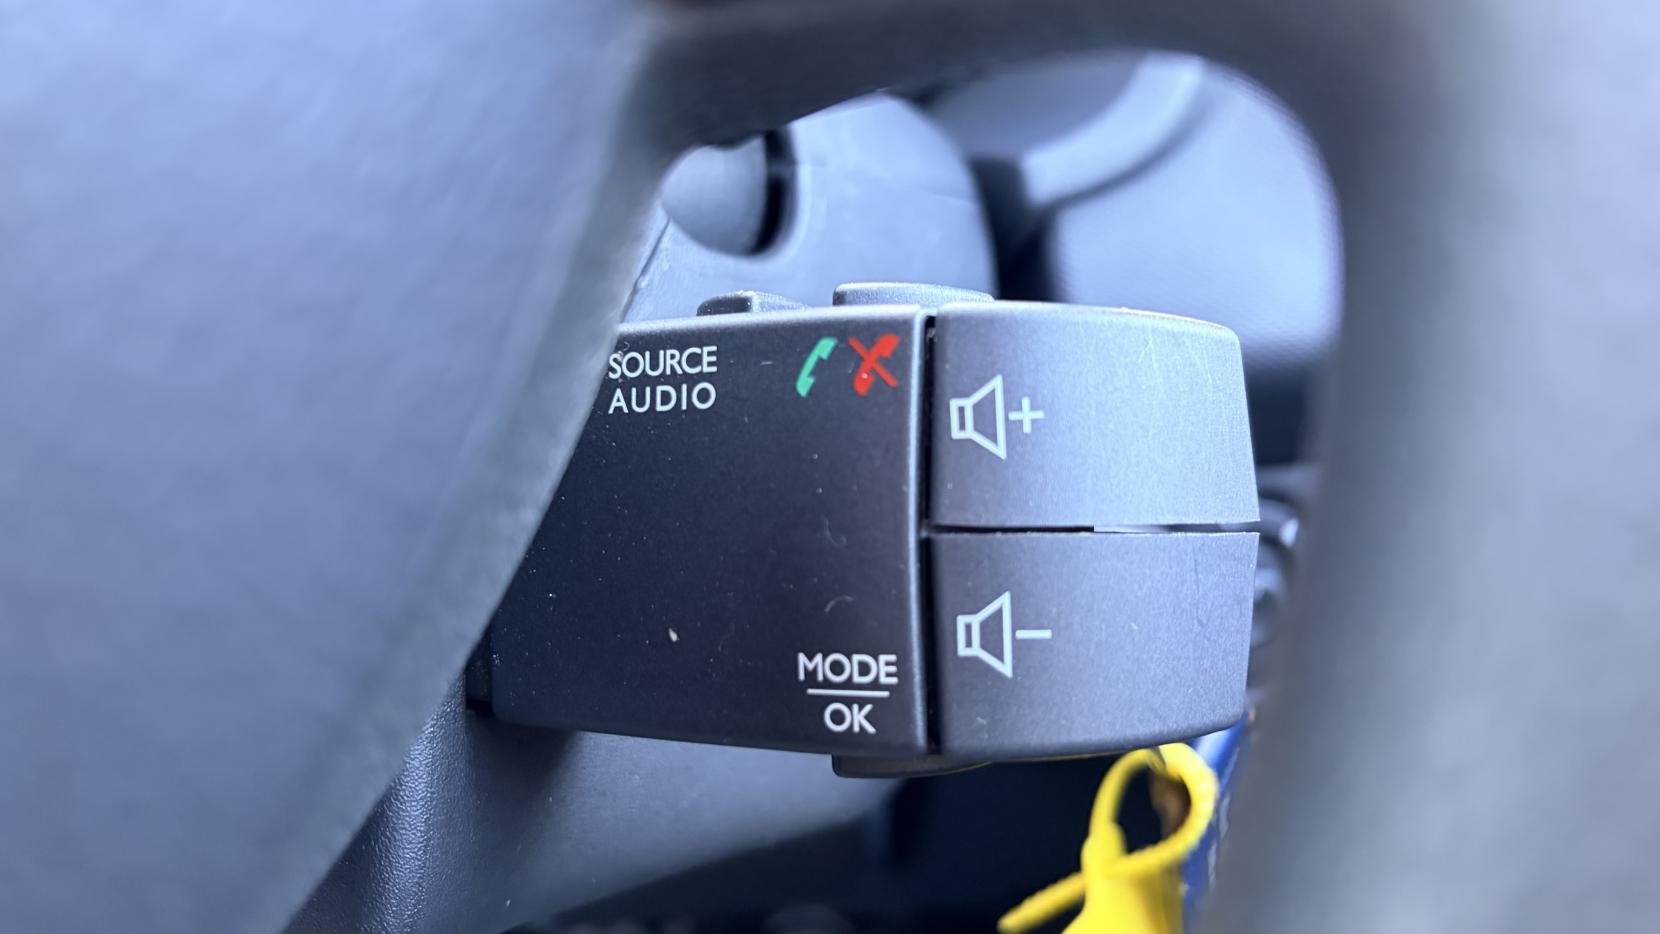 SOURCE
AUDIO
+
-
MODE
OK